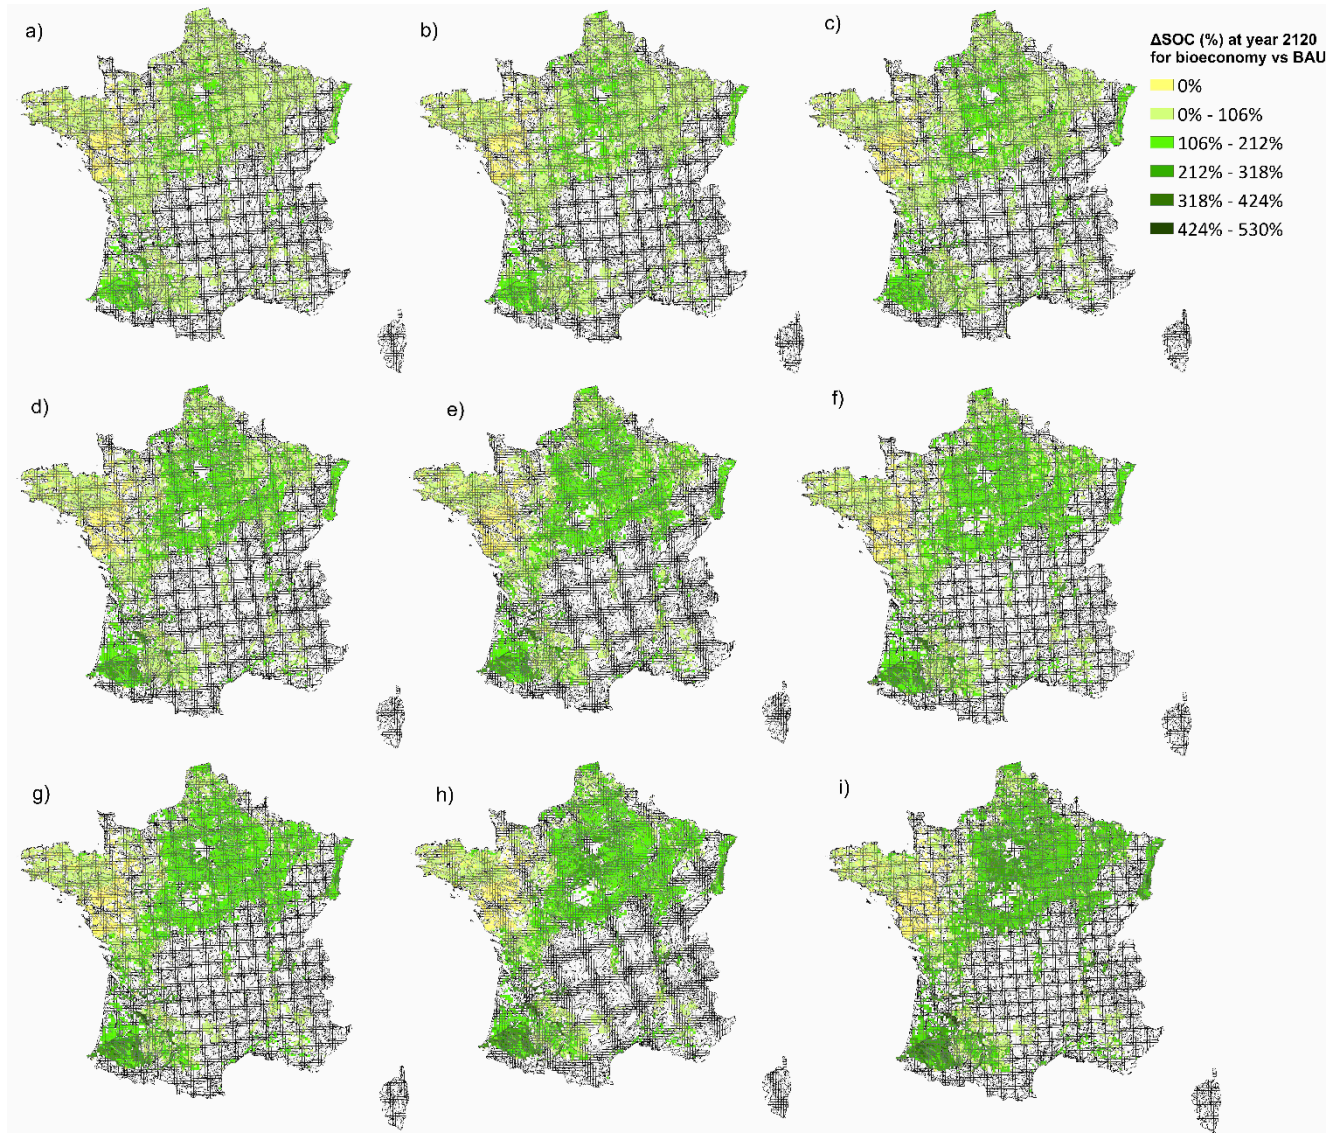 a)
b)
c)
ΔSOC (%) at year 2120
for bioeconomy vs BAU
0%
0% - 106%
106% - 212%
212% - 318%
318% - 424%
424% - 530%
d)
e)
f)
g)
h)
i)